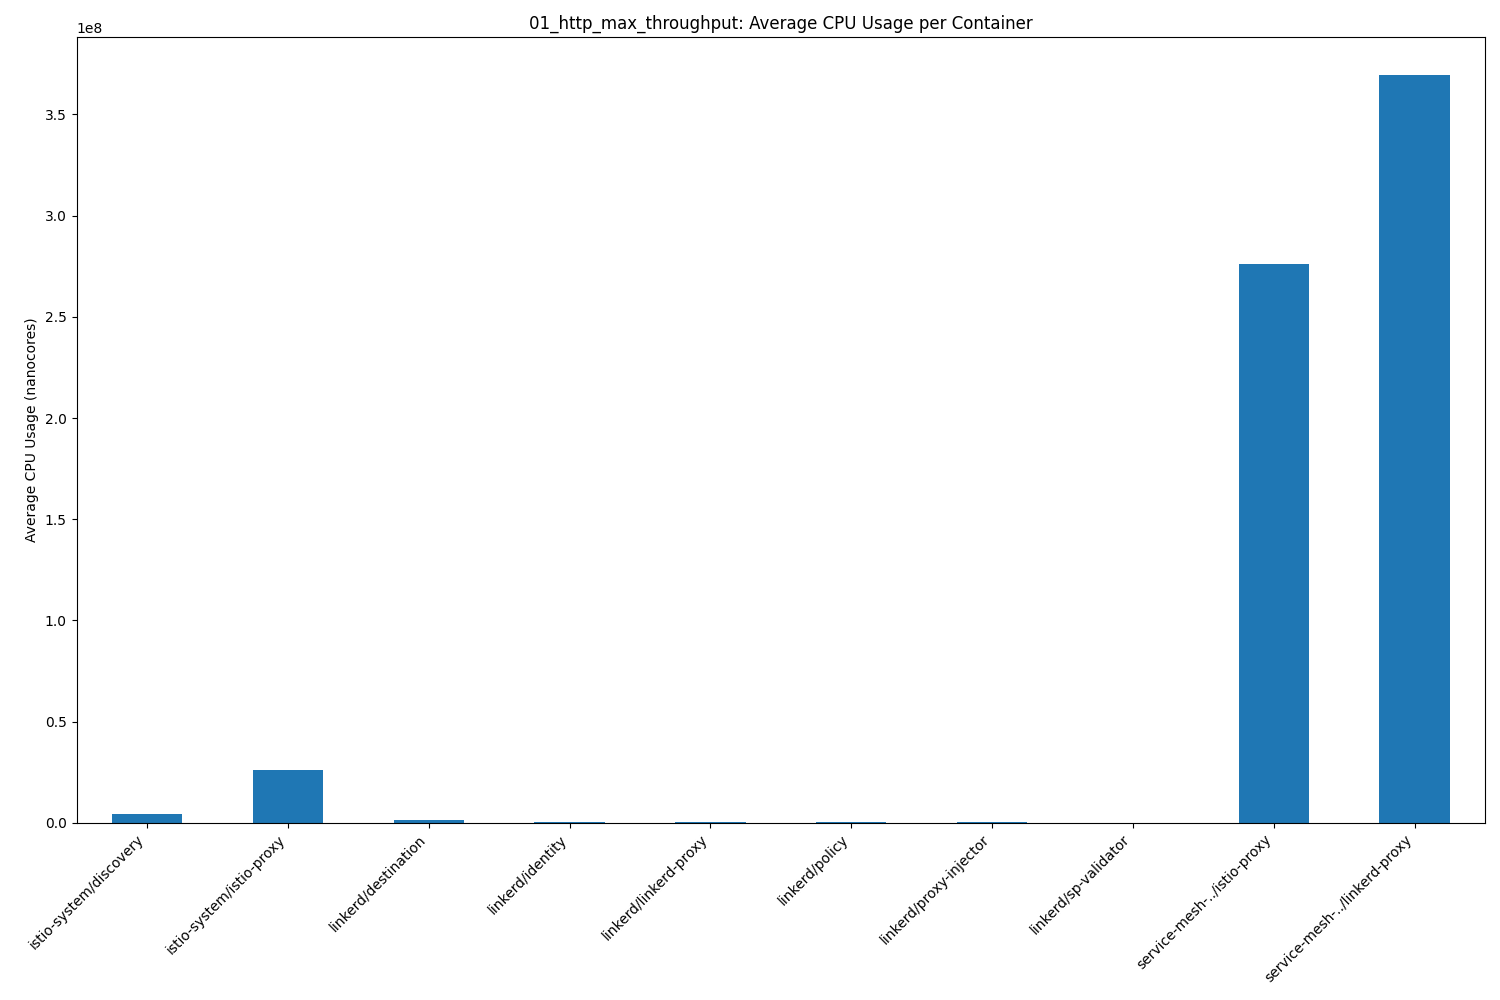 01_http_max_throughput: Average CPU Usage per Container
1e8
Average CPU Usage (nanocores)
3.5
3.0
2.5
2.0
1.5
1.0
0.5
0.0
istio-system/discovery
istio-system/istio-proxy
linkerd/destination
linkerd/identity
linkerd/linkerd-proxy
linkerd/policy
linkerd/proxy-injector
linkerd/sp-validator
service-mesh-../istio-proxy
service-mesh-../linkerd-proxy